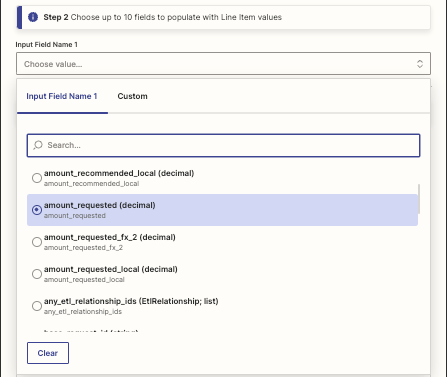 Step 2 Choose up to 10 fields to populate with Line Item values
Input Field Name 1
Choose value...
Input Field Name 1 Custom
Search...
amount_recommended_local (decimal)
amount_recommended_local
amount_requested (decimal)
amount_requested
amount_requested_fx_2 (decimal)
amount_requested_fx_2
amount_requested_local (decimal)
amount_requested_local
any_etl_relationship_ids (EtlRelationship; list)
any_etl_relationship_ids
Clear